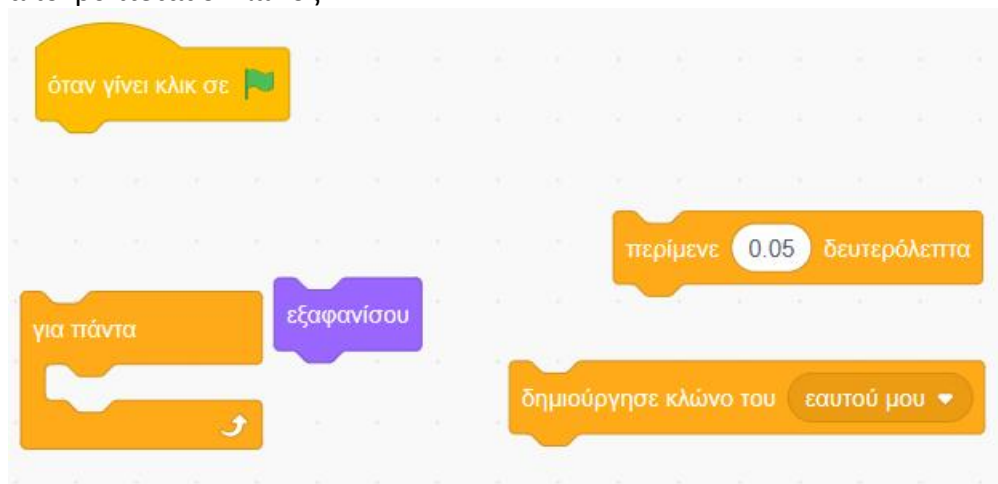 όταν γίνει κλικ σε
περίμενε 0.05 δευτερόλεπτα
για πάντα
εξαφανίσου
δημιούργησε κλώνο του εαυτού μου